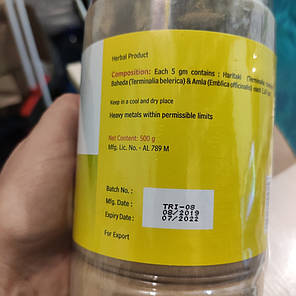 Herbal Product
Composition: Each 5 gm contains : Haritaki (Terminalia
Baheda (Terminalia belerica) & Amla (Emblica officinales)
Keep in a cool and dry place
Heavy metals within permissible limits
Net Content: 500 g
Mfg. Lic. No. - AL 789 M
Batch No. : TRI-08
Mfg. Date : 08/2019
Expiry Date : 07/2022
For Export